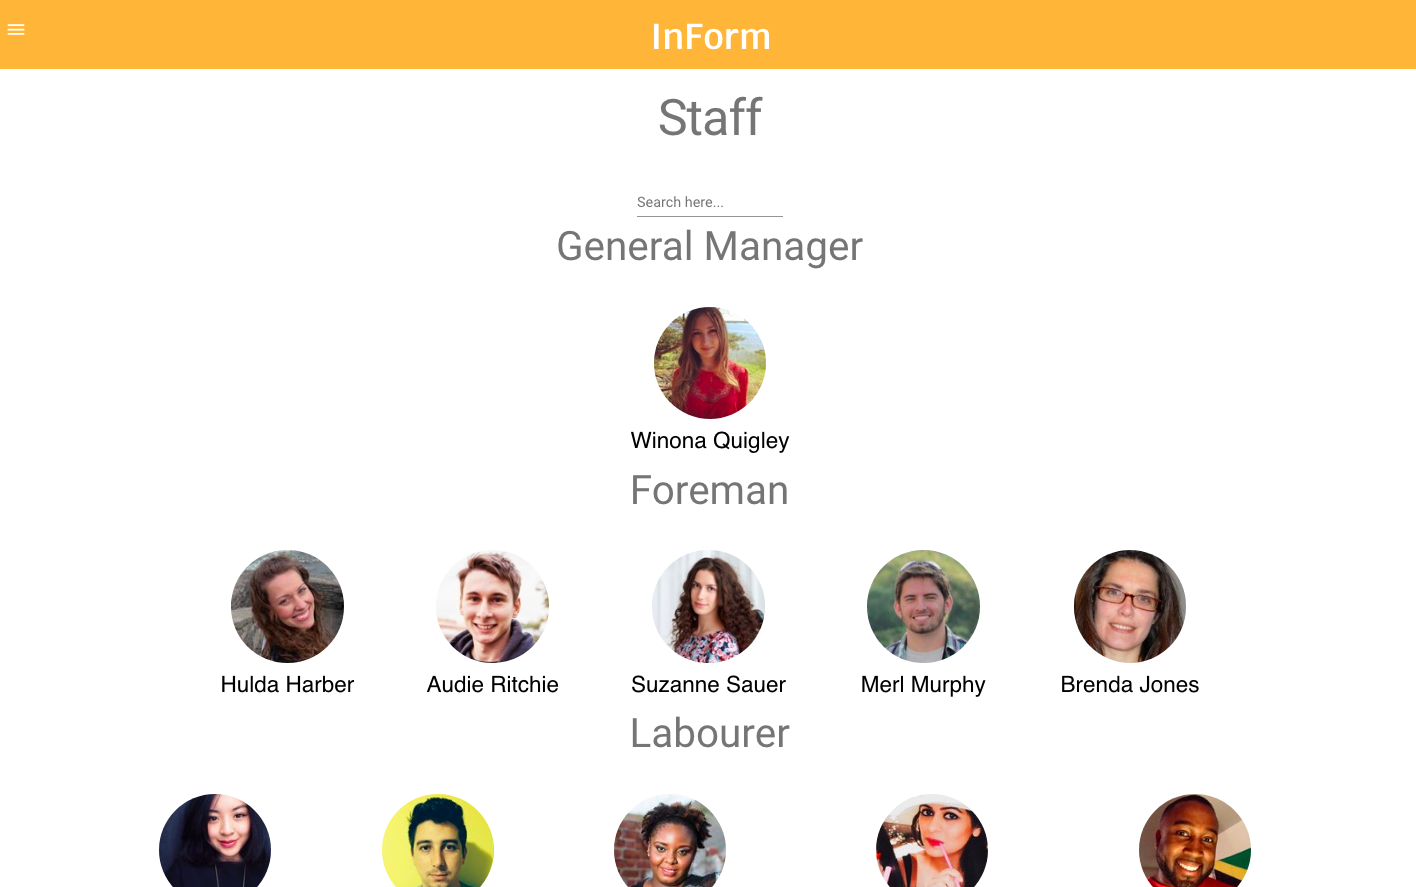 InForm
Staff
Search here...
General Manager
Winona Quigley
Foreman
Hulda Harber
Audie Ritchie
Suzanne Sauer
Merl Murphy
Brenda Jones
Labourer